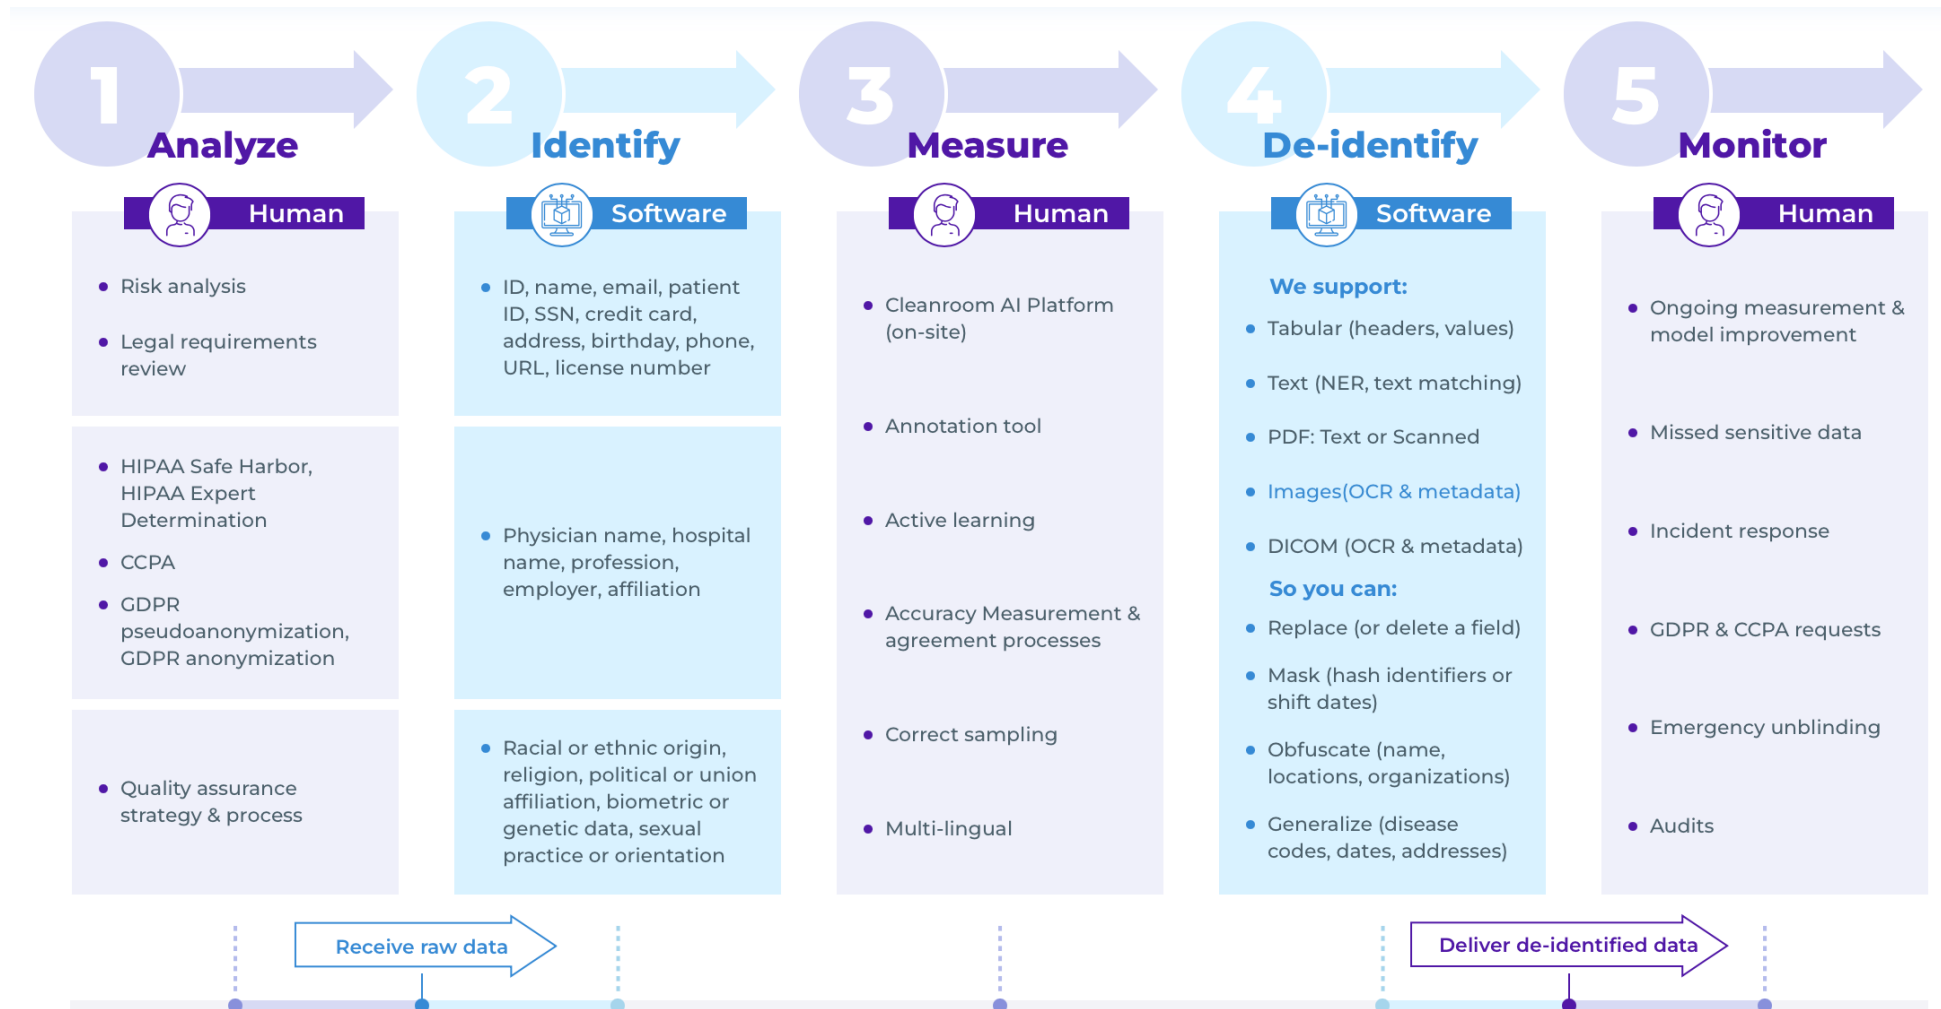 1
Analyze
Human
Risk analysis
Legal requirements
review
HIPAA Safe Harbor,
HIPAA Expert
Determination
CCPA
GDPR
pseudoanonymization,
GDPR anonymization
Quality assurance
strategy & process
2
Identify
Software
ID, name, email, patient
ID, SSN, credit card,
address, birthday, phone,
URL, license number
Physician name, hospital
name, profession,
employer, affiliation
Racial or ethnic origin,
religion, political or union
affiliation, biometric or
genetic data, sexual
practice or orientation
3
Measure
Human
Cleanroom AI Platform
(on-site)
Annotation tool
Active learning
Accuracy Measurement &
agreement processes
Correct sampling
Multi-lingual
4
De-identify
Software
We support:
Tabular (headers, values)
Text (NER, text matching)
PDF: Text or Scanned
Images(OCR & metadata)
DICOM (OCR & metadata)
So you can:
Replace (or delete a field)
Mask (hash identifiers or
shift dates)
Obfuscate (name,
locations, organizations)
Generalize (disease
codes, dates, addresses)
5
Monitor
Human
Ongoing measurement &
model improvement
Missed sensitive data
Incident response
GDPR & CCPA requests
Emergency unblinding
Audits
Receive raw data
Deliver de-identified data